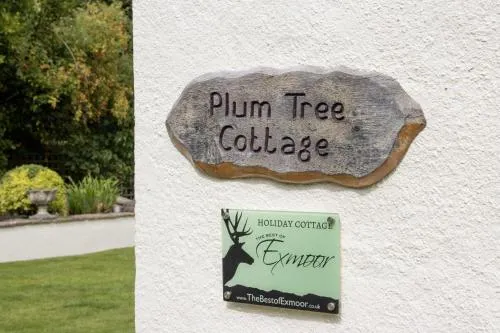 Plum Tree
Cottage
HOLIDAY COTTAGE
THE BEST OF
Exmoor
www.TheBestofExmoor.co.uk